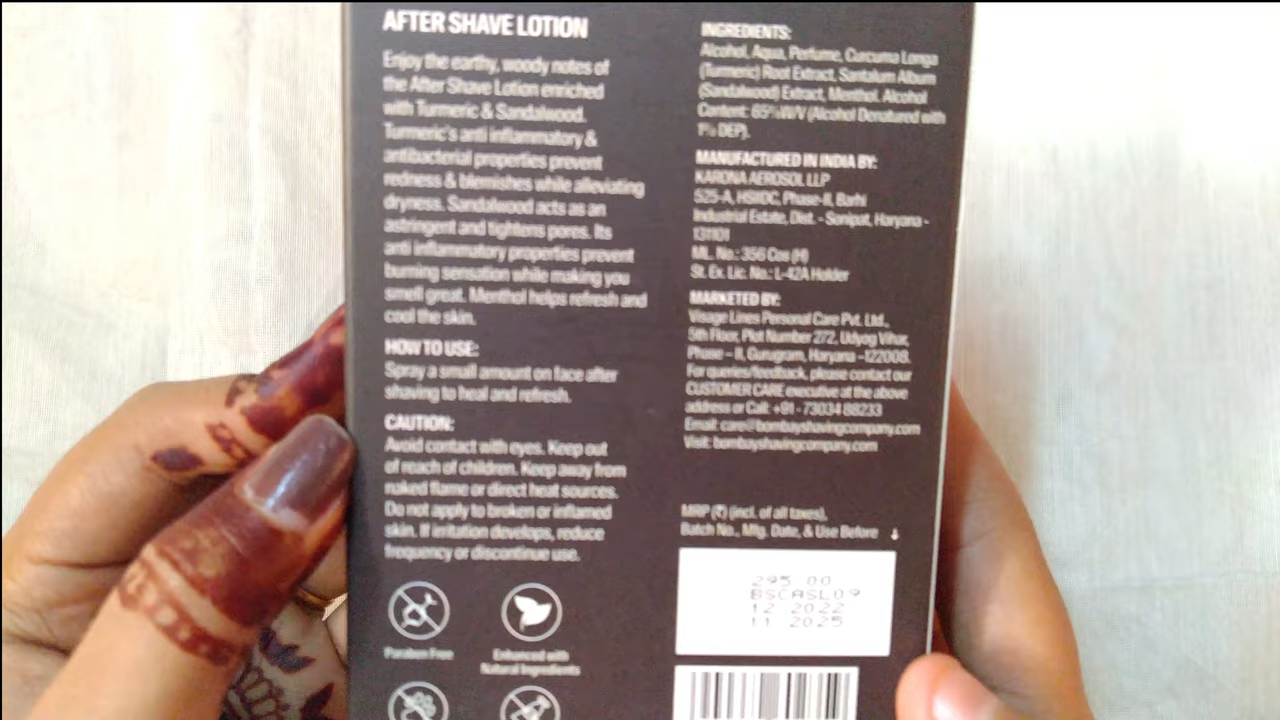 AFTER SHAVE LOTION
Enjoy the earthy, woody notes of
the After Shave Lotion enriched
with Turmeric & Sandalwood.
Turmeric's anti inflammatory &
antibacterial properties prevent
redness & blemishes while alleviating
dryness. Sandalwood acts as an
astringent and tightens pores. Its
anti inflammatory properties prevent
burning sensation while making you
smell great. Menthol helps refresh and
cool the skin.
HOW TO USE:
Spray a small amount on face after
shaving to heal and refresh.
CAUTION:
Avoid contact with eyes. Keep out
of reach of children. Keep away from
naked flame or direct heat sources.
Do not apply to broken or inflamed
skin. If irritation develops, reduce
frequency or discontinue use.
Paraben Free
Enhanced with
Natural Ingredients
INGREDIENTS:
Alcohol, Aqua, Perfume, Curcuma Longa
(Turmeric) Root Extract, Santalum Album
(Sandalwood) Extract, Menthol. Alcohol
Content: 65% V/V (Alcohol Denatured with
1% DEP).
MANUFACTURED IN INDIA BY:
KARONA AEROSOL LLP
525-A, HSIIDC, Phase-II, Barhi
Industrial Estate, Dist. - Sonipat, Haryana -
131101
ML. No.: 356 Cos (H)
St. Ex. Lic. No.: L-42A Holder
MARKETED BY:
Visage Lines Personal Care Pvt. Ltd.,
5th Floor, Plot Number 272, Udyog Vihar,
Phase - II, Gurugram, Haryana -122008.
For queries/feedback, please contact our
CUSTOMER CARE executive at the above
address or Call: +91 - 73034 88233
Email: care@bombayshavingcompany.com
Visit: bombayshavingcompany.com
MRP (₹) (incl. of all taxes),
Batch No., Mfg. Date, & Use Before ↓
295 00
BSCASL09
12 2022
11 2025